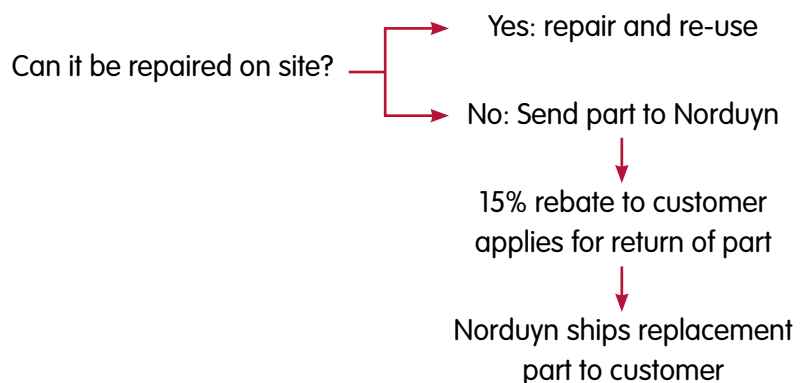 Can it be repaired on site?
Yes: repair and re-use
No: Send part to Norduyn
15% rebate to customer
applies for return of part
Norduyn ships replacement
part to customer